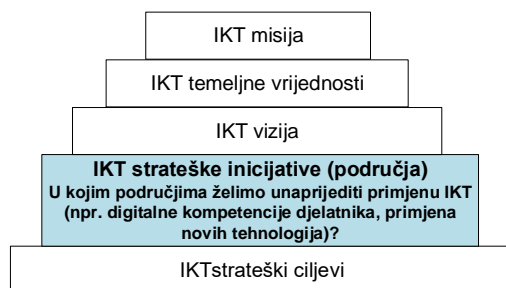 IKT misija
IKT temeljne vrijednosti
IKT vizija
IKT strateške inicijative (područja)
U kojim područjima želimo unaprijediti primjenu IKT
(npr. digitalne kompetencije djelatnika, primjena
novih tehnologija)?
IKTstrateški ciljevi